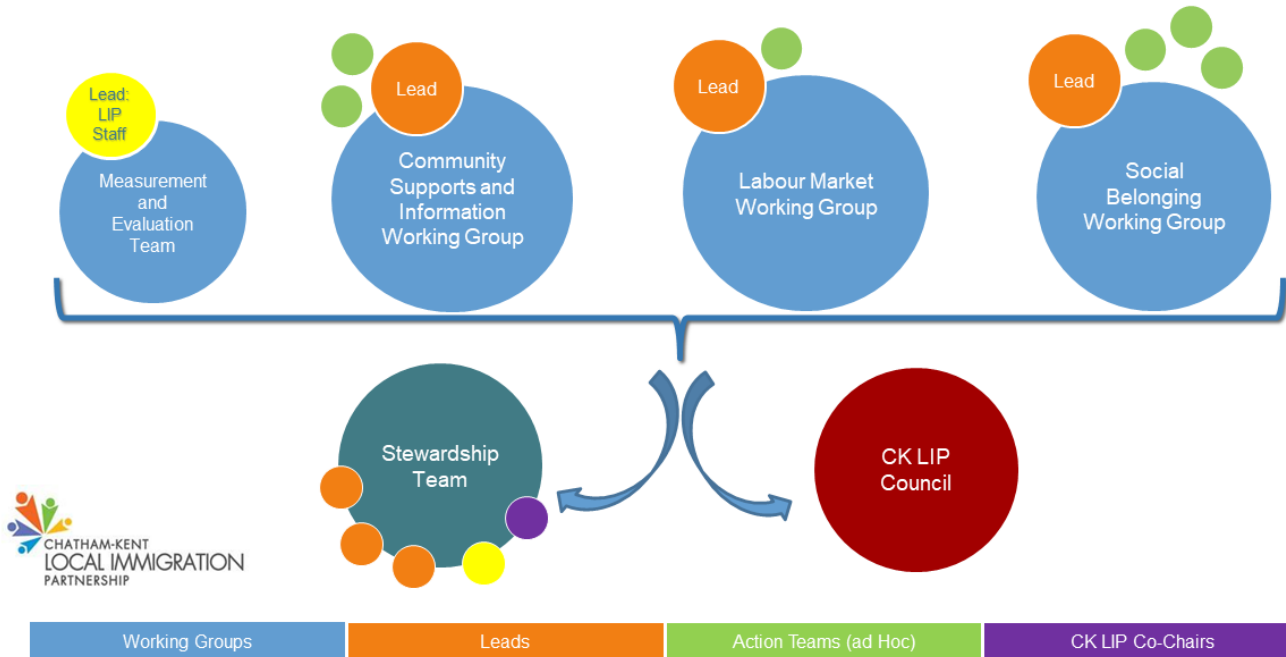 Lead:
LIP
Staff
Measurement
and
Evaluation
Team
Lead
Community
Supports and
Information
Working Group
Lead
Labour Market
Working Group
Lead
Social
Belonging
Working Group
Stewardship
Team
CK LIP
Council
CHATHAM-KENT
LOCAL IMMIGRATION
PARTNERSHIP
Working Groups
Leads
Action Teams (ad Hoc)
CK LIP Co-Chairs